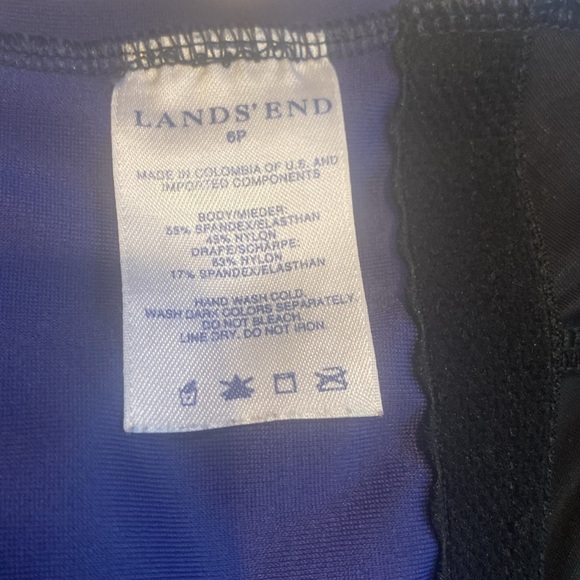 LANDS' END
6P
MADE IN COLOMBIA OF U.S. AND
IMPORTED COMPONENTS
BODY/MIEDER:
55% SPANDEX/ELASTHAN
45% NYLON
DRAPE/SCHARPE:
83% NYLON
17% SPANDEX/ELASTHAN
HAND WASH COLD.
WASH DARK COLORS SEPARATELY.
DO NOT BLEACH.
LINE DRY. DO NOT IRON.